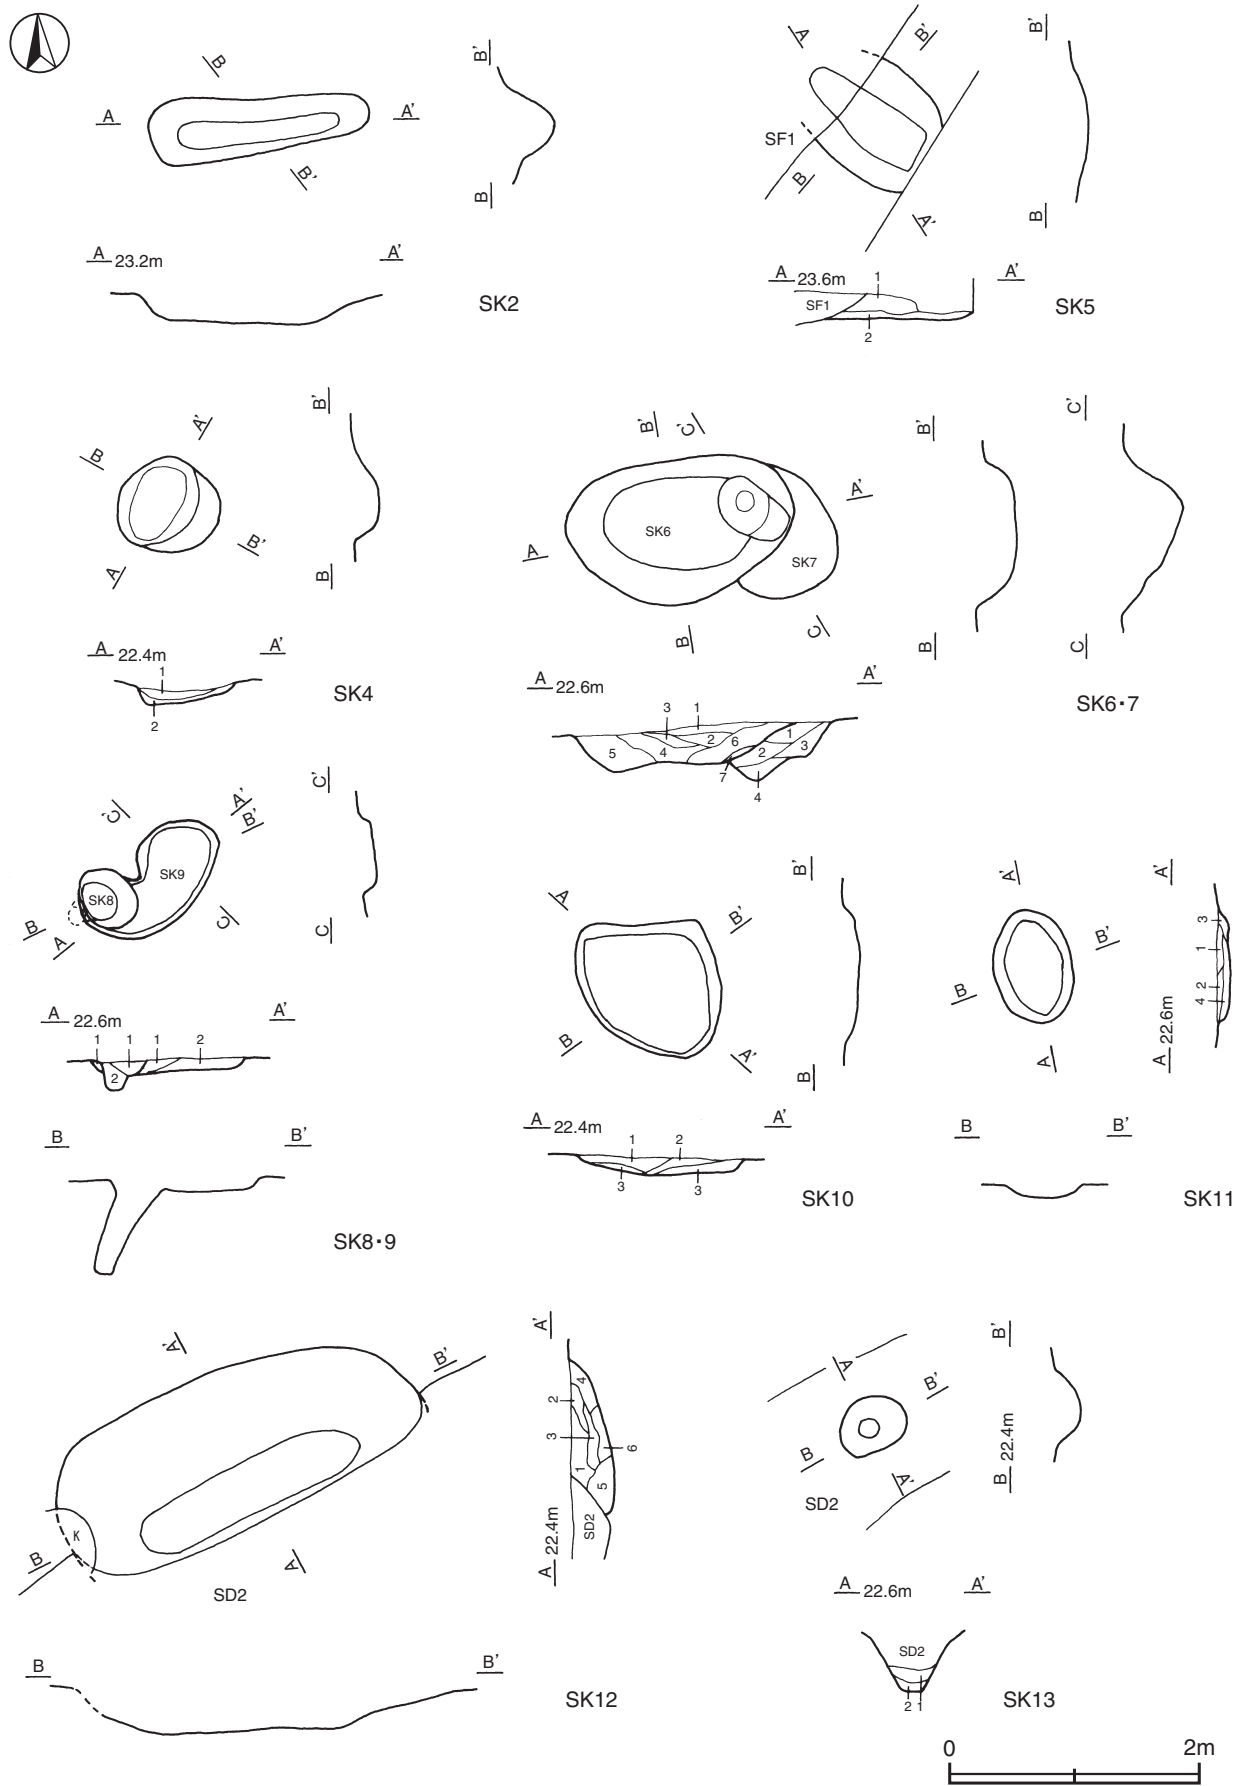 B
A
A'
B'
B'
B
A 23.2m
A'
SK2
A
B'
SF1
B
A'
B'
B
A 23.6m
1
A'
SF1
2
SK5
A'
B
B'
A
B'
B
A 22.4m
A'
1
2
SK4
B'
C'
A'
A
SK6
SK7
B
C
B'
B
C'
C
A 22.6m
A'
3
1
1
2
6
5
4
2
3
7
4
SK6・7
C'
A'
B'
SK9
SK8
B
A
C
C'
C
A 22.6m
A'
1
1
1
2
2
B
B'
SK8・9
A
B'
B
A'
B'
B
A 22.4m
A'
1
2
3
3
SK10
A'
B'
B
A
A'
3
1
2
4
A 22.6m
B
B'
SK11
A'
B'
K
B
A
SD2
A'
4
2
3
6
1
5
SD2
A 22.4m
B
B'
SK12
A
B'
B
A'
SD2
B'
B 22.4m
A 22.6m
A'
SD2
2 1
SK13
0
2m